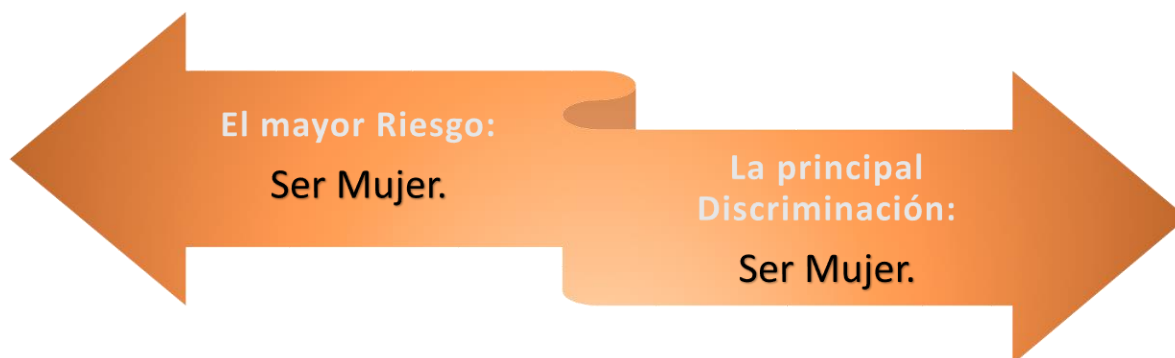 El mayor Riesgo:
Ser Mujer.
La principal
Discriminación:
Ser Mujer.